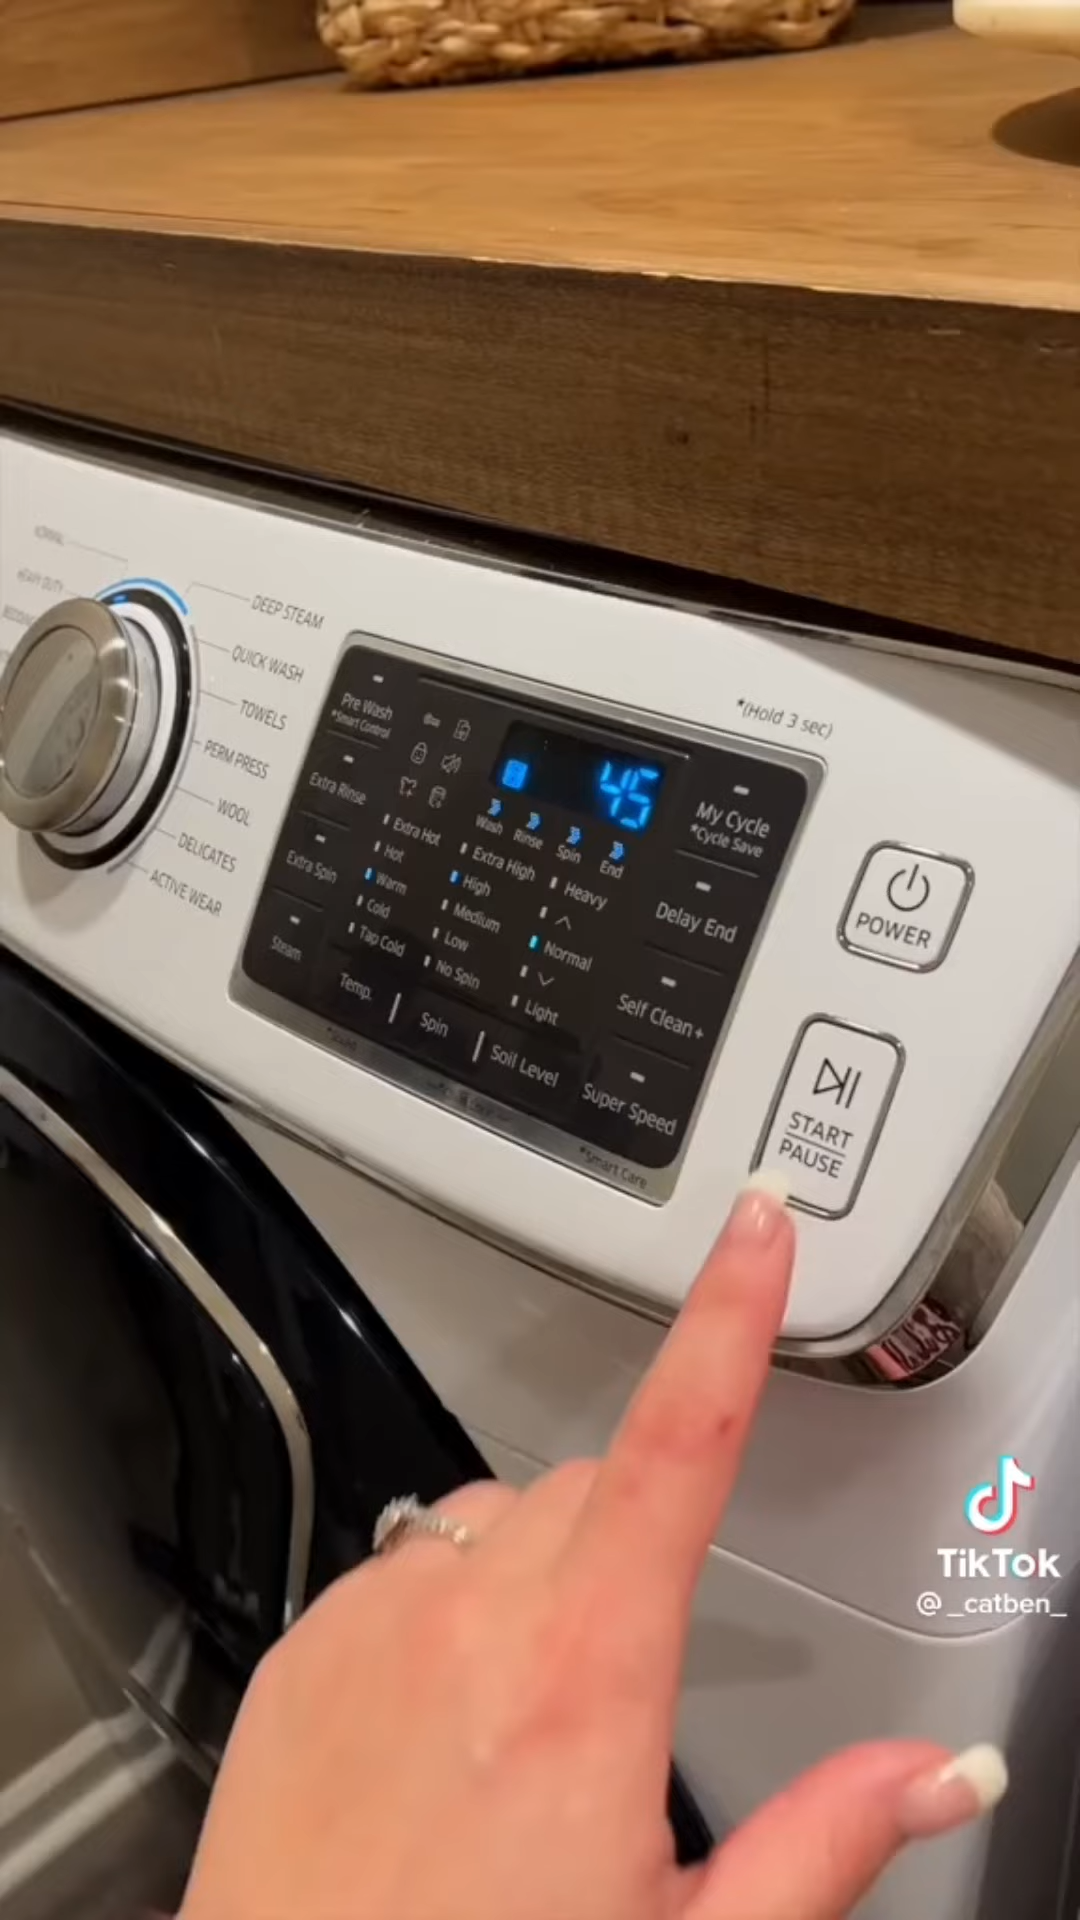 NORMAL
HEAVY DUTY
DEEP STEAM
QUICK WASH
TOWELS
PERM PRESS
WOOL
DELICATES
ACTIVE WEAR
Pre Wash
*Smart Control
Extra Rinse
Extra Spin
Steam
45
Wash Rinse Spin End
Extra Hot
Hot
Warm
Cold
Tap Cold
Temp.
Extra High
High
Medium
Low
No Spin
Spin
Heavy
Normal
Light
Soil Level
*(Hold 3 sec)
My Cycle
*Cycle Save
Delay End
Self Clean+
Super Speed
*Smart Care
POWER
START
PAUSE
TikTok
@_catben_